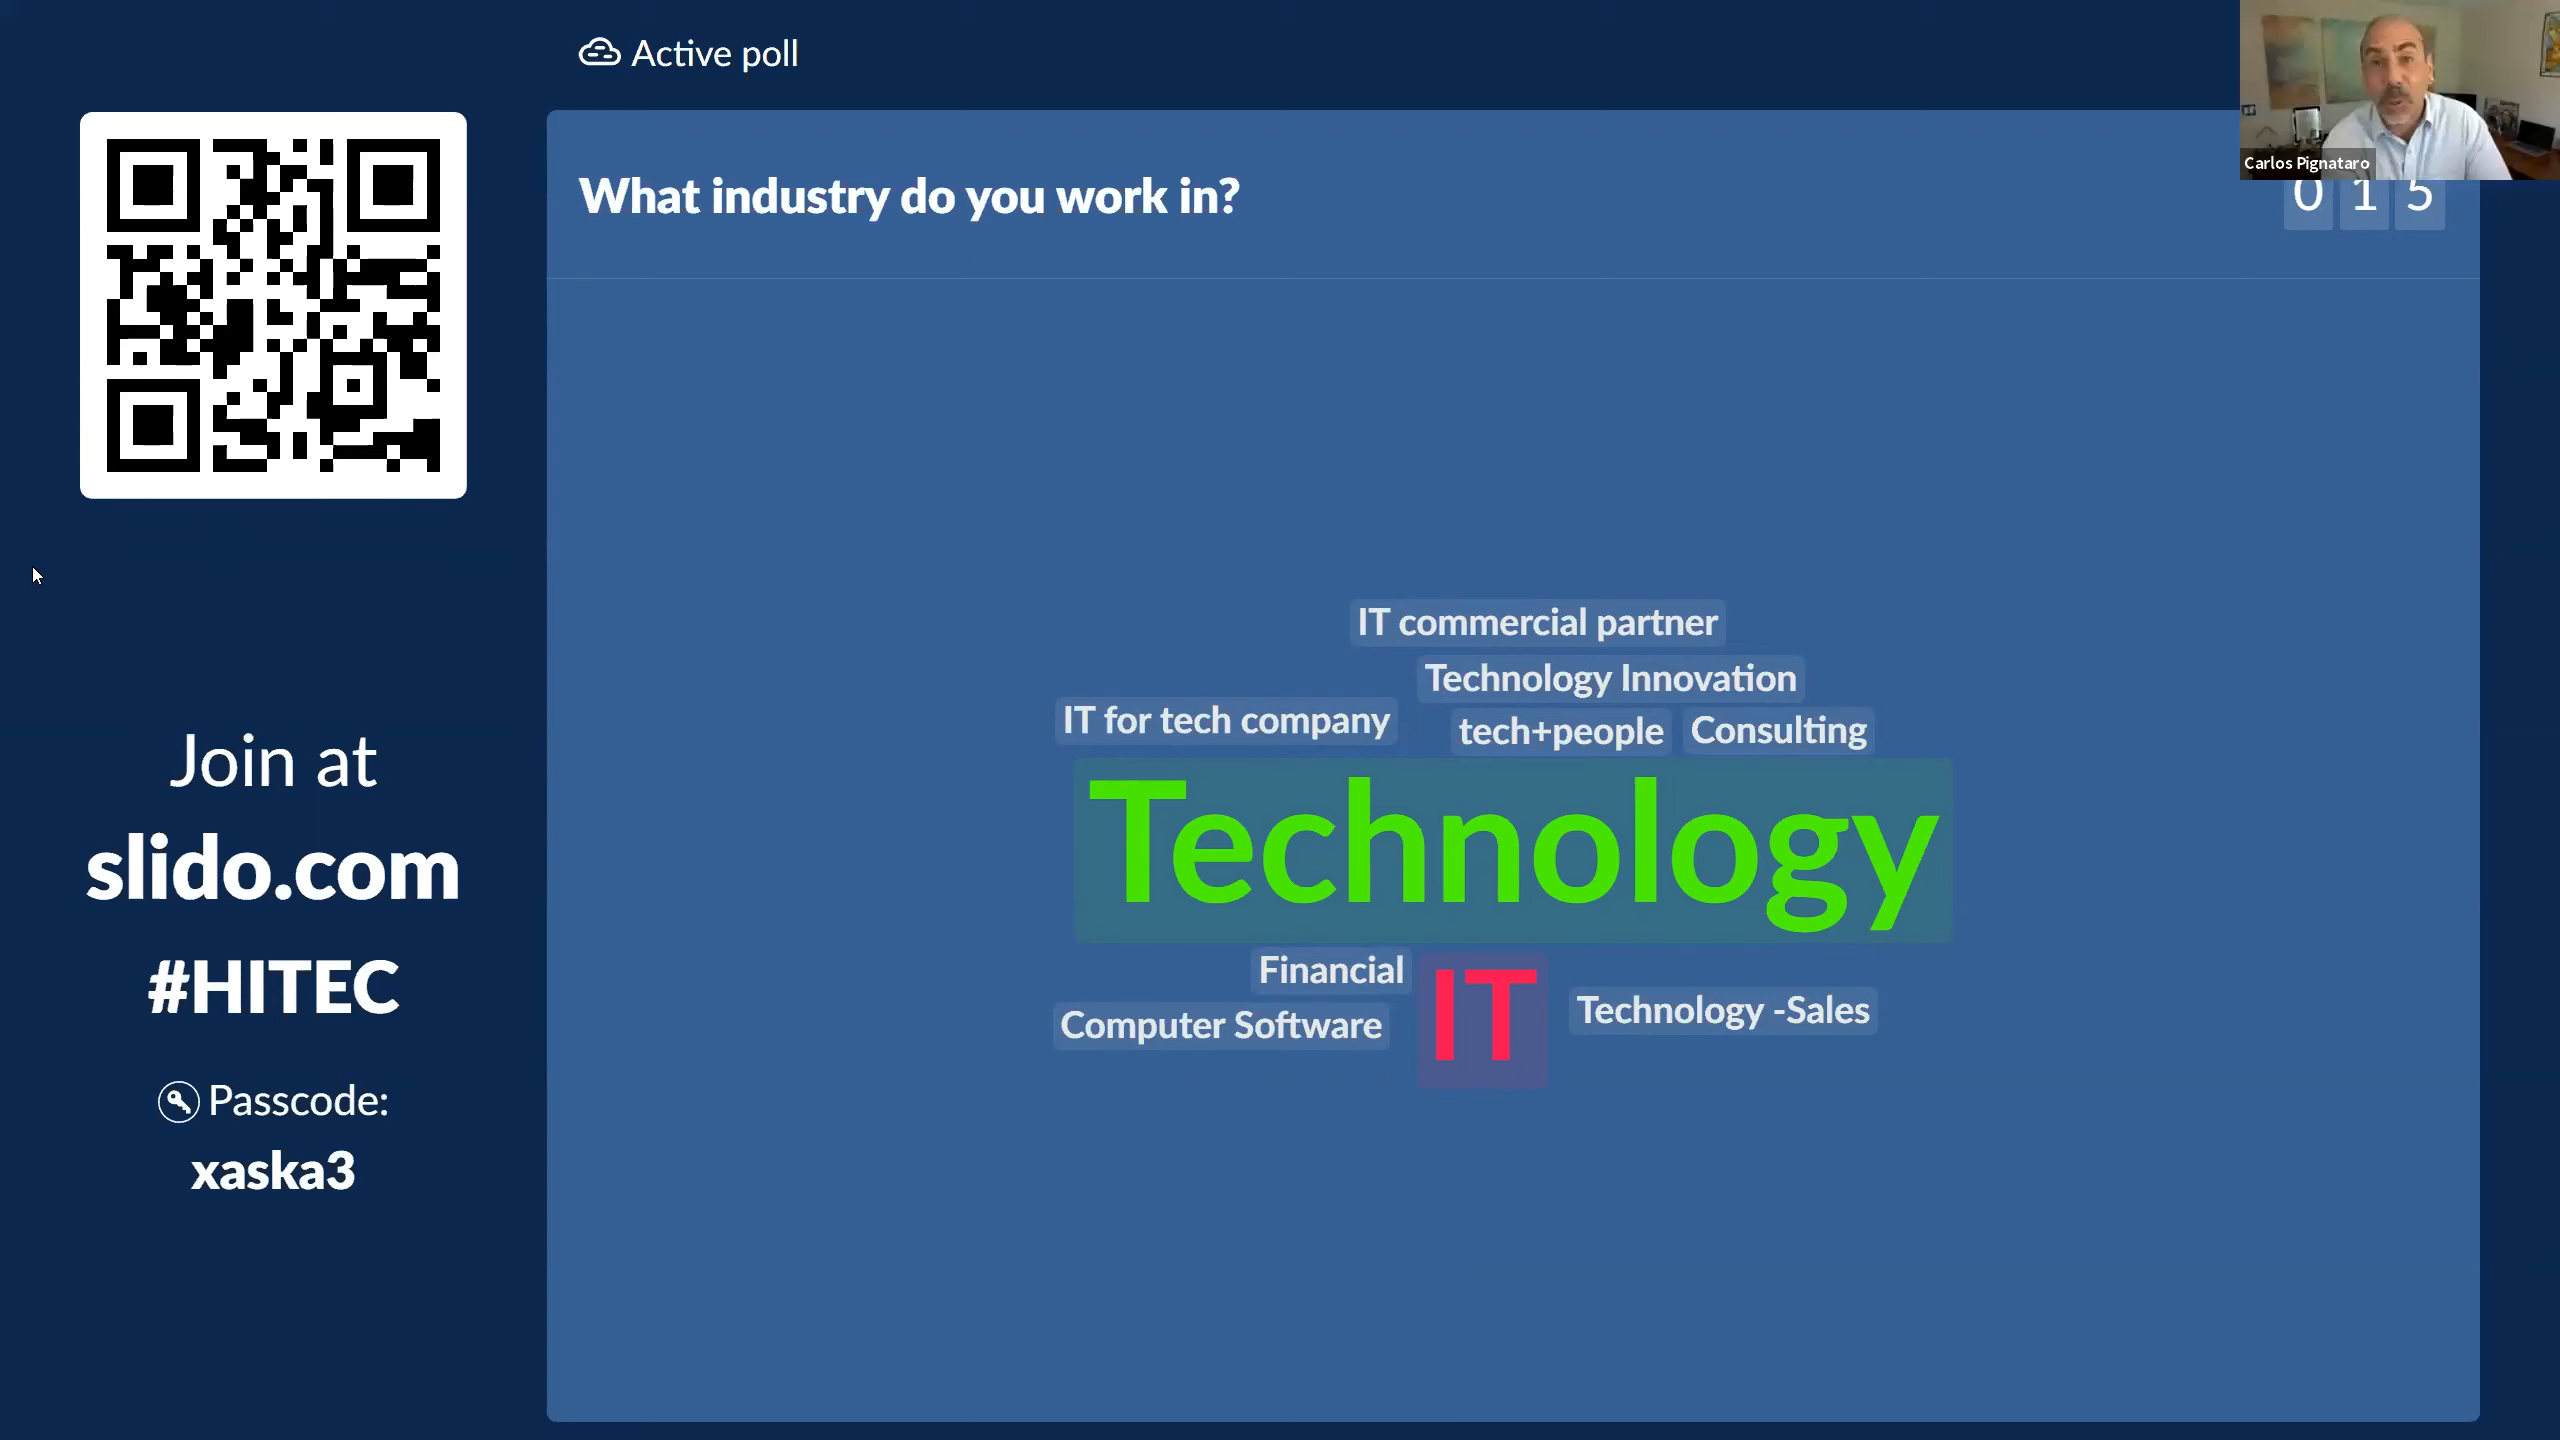 Active poll
Carlos Pignataro
What industry do you work in?
0 1 5
Join at
slido.com
#HITEC
Passcode:
xaska3
IT commercial partner
Technology Innovation
IT for tech company
tech+people
Consulting
Technology
Financial
IT
Technology -Sales
Computer Software